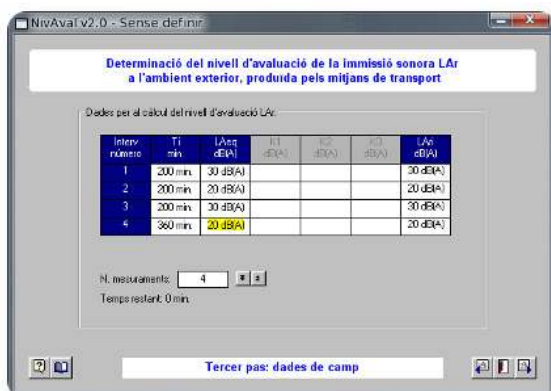 NivAval v2.0 - Sense definir
Determinació del nivell d'avaluació de la immissió sonora LAr
a l'ambient exterior, produïda pels mitjans de transport
Dades per al càlcul del nivell d'avaluació LAr:
Interv. Ti LAeq K1 K2 K3 LAri
número min. dB(A) dB(A) dB(A) dB(A) dB(A)
1 200 min. 30 dB(A) 30 dB(A)
2 200 min. 20 dB(A) 20 dB(A)
3 200 min. 30 dB(A) 30 dB(A)
4 360 min. 20 dB(A) 20 dB(A)
N. mesuraments: 4
Temps restant: 0 min.
Tercer pas: dades de camp